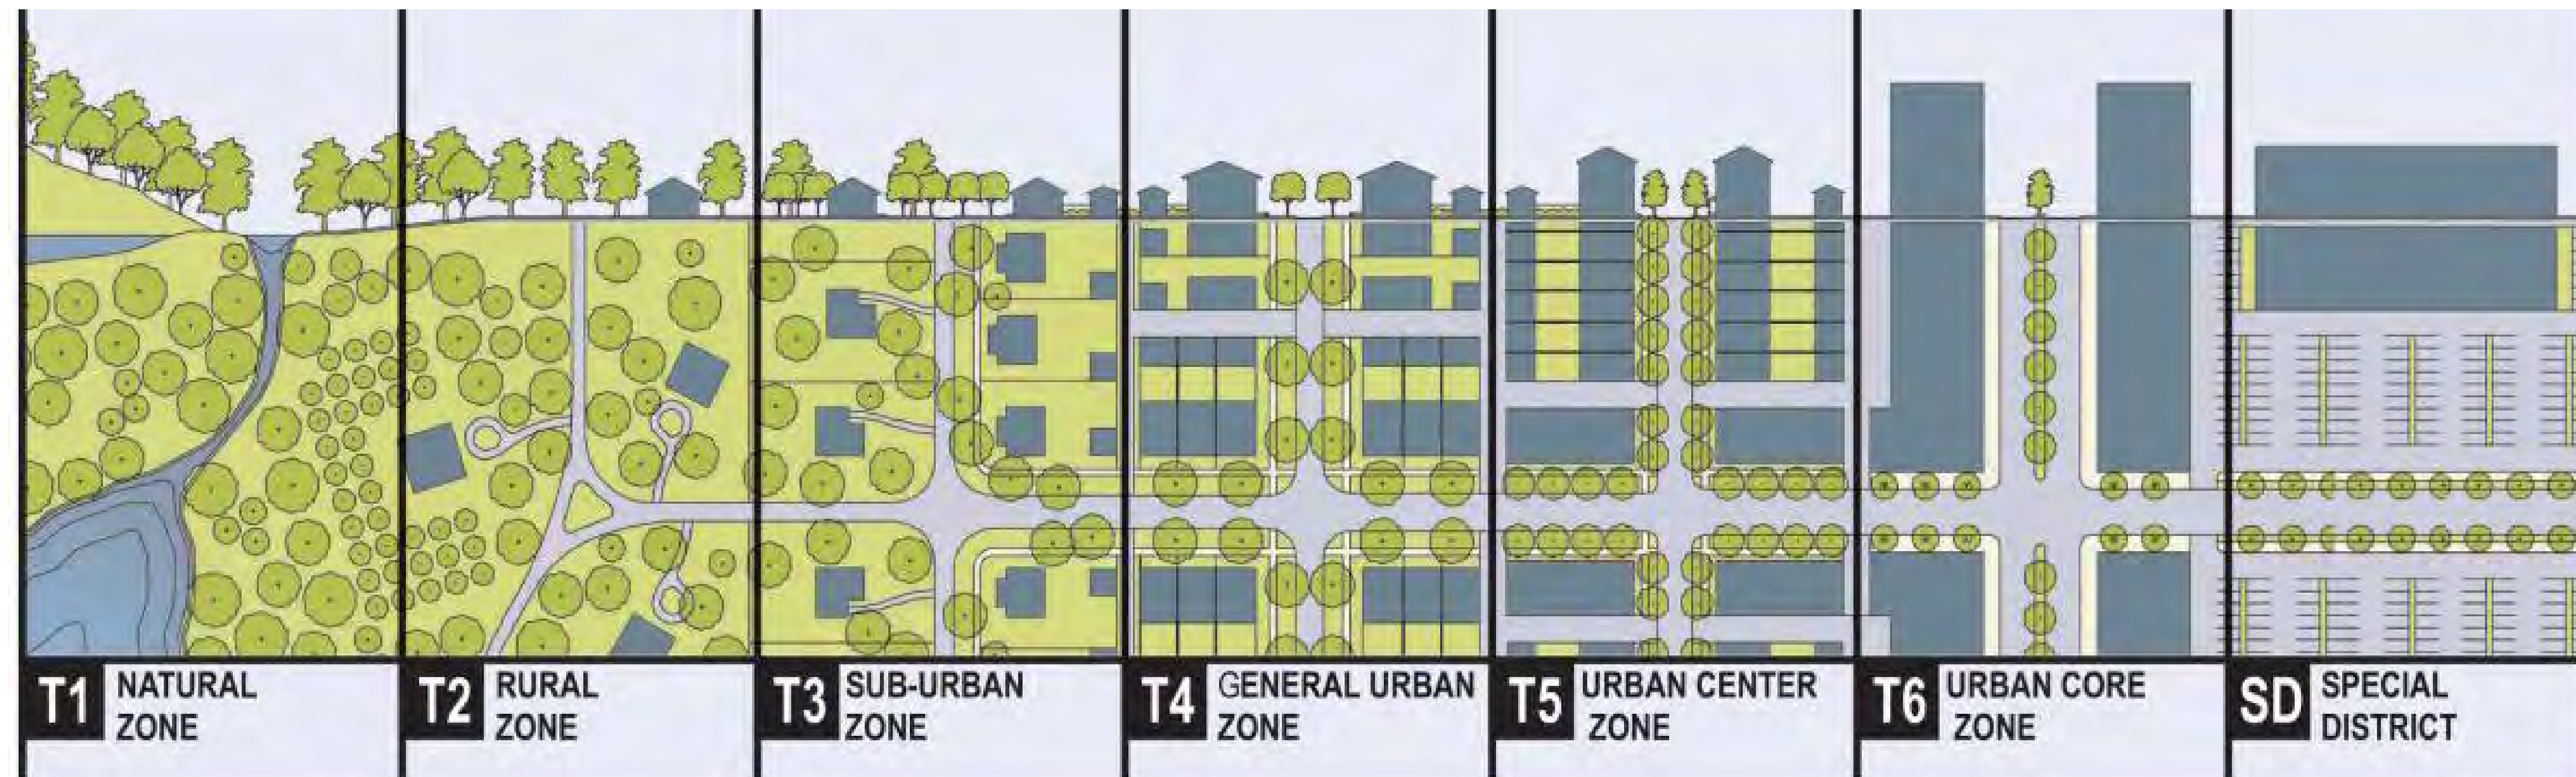 T1 NATURAL
ZONE
T2 RURAL
ZONE
T3 SUB-URBAN
ZONE
T4 GENERAL URBAN
ZONE
T5 URBAN CENTER
ZONE
T6 URBAN CORE
ZONE
SD SPECIAL
DISTRICT